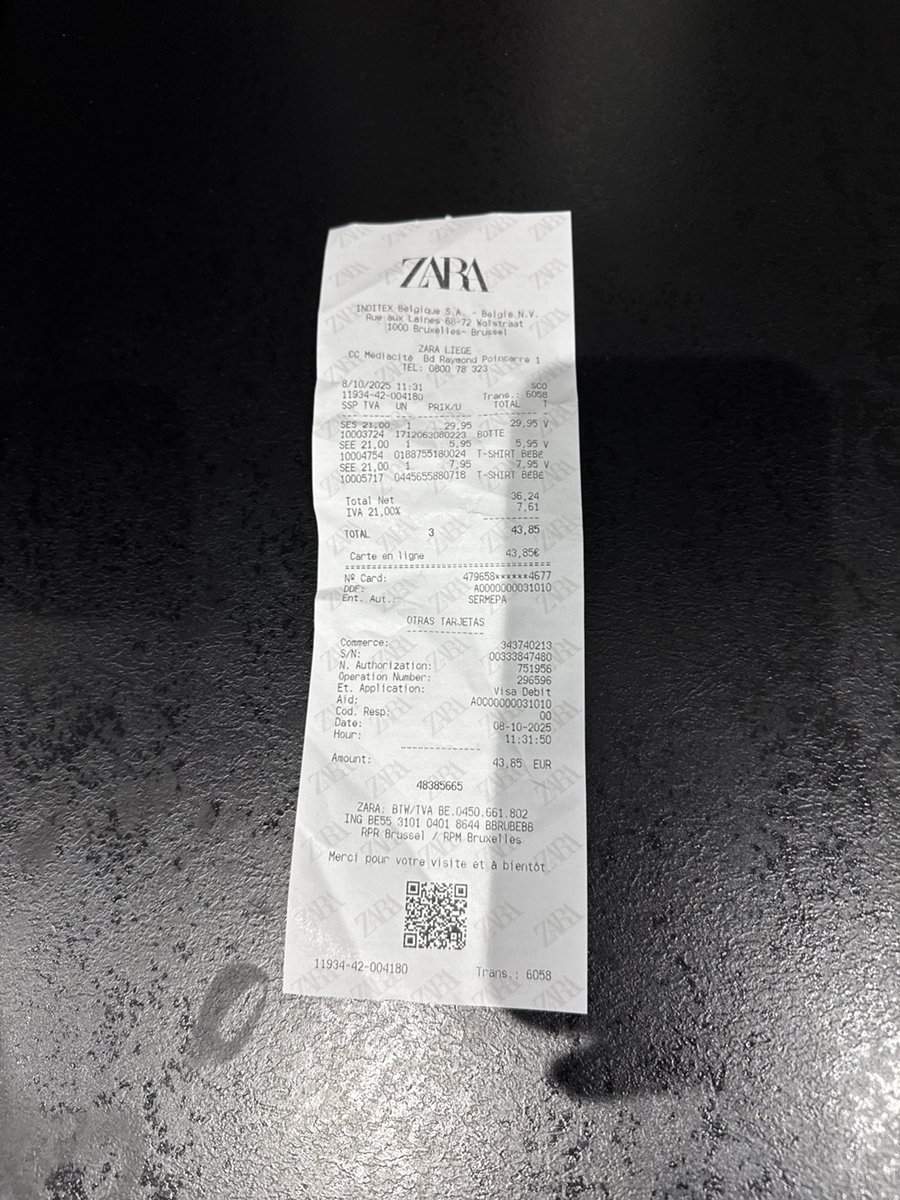 ZARA
INDITEX Belgique S.A. - Belgie N.V.
Rue aux Laines 68-72 Wolstraat
1000 Bruxelles- Brussel
ZARA LIEGE
CC Médiacité Bd Raymond Poincarré 1
TEL: 0800 78 323
8/10/2025 11:31 SCO
11934-42-004180 Trans.: 6058
SSP TVA UN PRIX/U TOTAL T
SES 21,00 1 29,95 29,95 V
10003724 1712063080223 BOTTE
SEE 21,00 1 5,95 5,95 V
10004754 0188755180024 T-SHIRT BéBé
SEE 21,00 1 7,95 7,95 V
10005717 0445655880718 T-SHIRT BéBé
Total Net 36,24
IVA 21,00% 7,61
TOTAL 3 43,85
Carte en ligne 43,85€
Nº Card: 479658******4677
DDF: A0000000031010
Ent. Aut.: SERMEPA
OTRAS TARJETAS
Commerce: 343740213
S/N: 00333847480
N. Authorization: 751956
Operation Number: 296596
Et. Application: Visa Debit
Aid: A0000000031010
Cod. Resp: 00
Date: 08-10-2025
Hour: 11:31:50
Amount: 43,85 EUR
48385665
ZARA: BTW/TVA BE.0450.661.802
ING BE55 3101 0401 8644 BBRUBEBB
RPR Brussel / RPM Bruxelles
Merci pour votre visite et à bientôt
11934-42-004180 Trans.: 6058